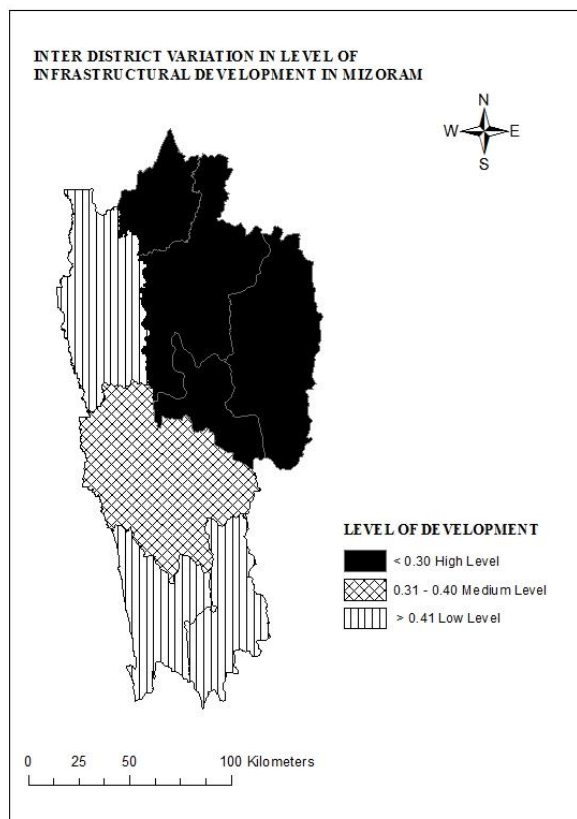 INTER DISTRICT VARIATION IN LEVEL OF
INFRASTRUCTURAL DEVELOPMENT IN MIZORAM
N
W E
S
LEVEL OF DEVELOPMENT
< 0.30 High Level
0.31 - 0.40 Medium Level
> 0.41 Low Level
0 25 50 100 Kilometers